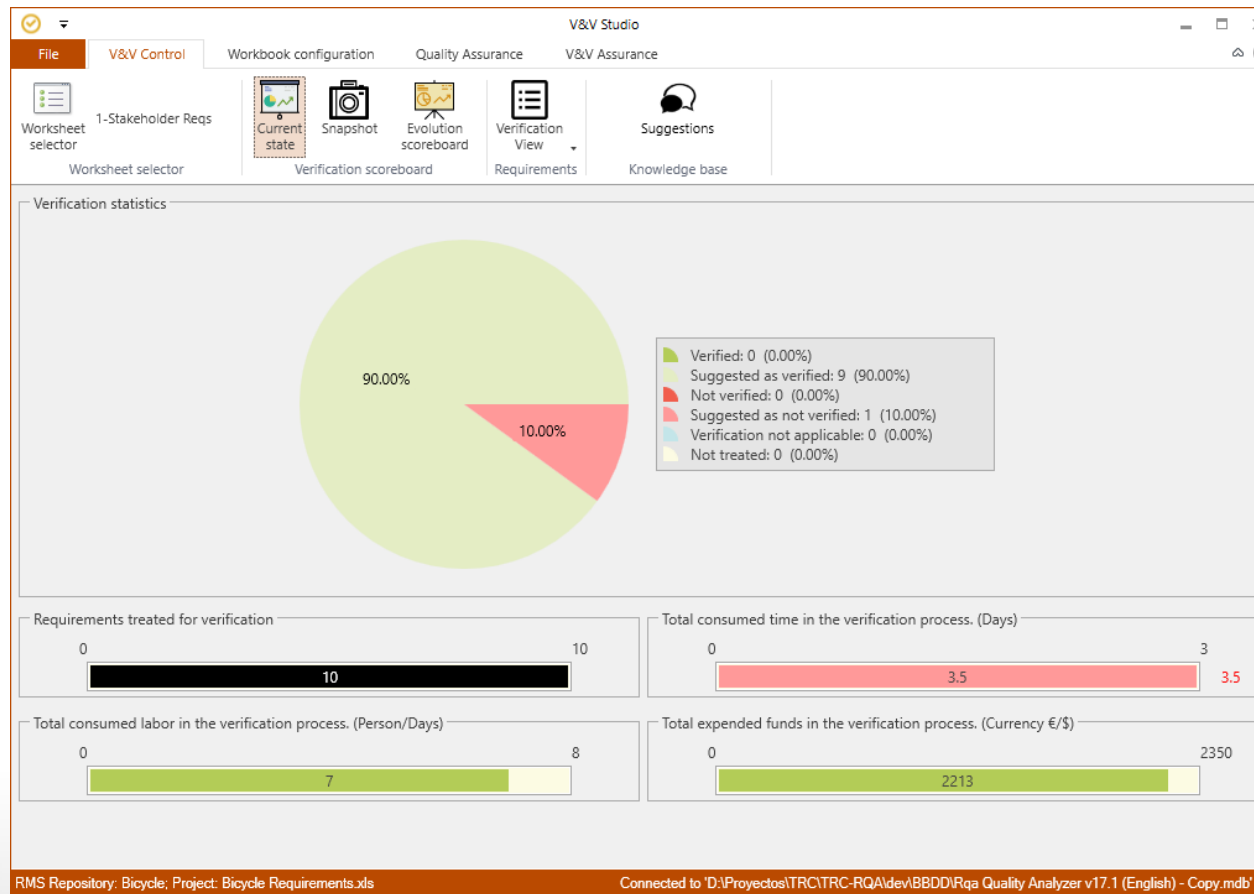 V&V Studio
File V&V Control Workbook configuration Quality Assurance V&V Assurance
Worksheet selector
1-Stakeholder Reqs
Current state
Snapshot
Evolution scoreboard
Verification View
Suggestions
Worksheet selector Verification scoreboard Requirements Knowledge base
Verification statistics
90.00%
10.00%
Verified: 0 (0.00%)
Suggested as verified: 9 (90.00%)
Not verified: 0 (0.00%)
Suggested as not verified: 1 (10.00%)
Verification not applicable: 0 (0.00%)
Not treated: 0 (0.00%)
Requirements treated for verification
0 10
10
Total consumed time in the verification process. (Days)
0 3
3.5 3.5
Total consumed labor in the verification process. (Person/Days)
0 8
7
Total expended funds in the verification process. (Currency €/$)
0 2350
2213
RMS Repository: Bicycle; Project: Bicycle Requirements.xls
Connected to 'D:\Proyectos\TRC\TRC-RQA\dev\BBDD\Rqa Quality Analyzer v17.1 (English) - Copy.mdb'